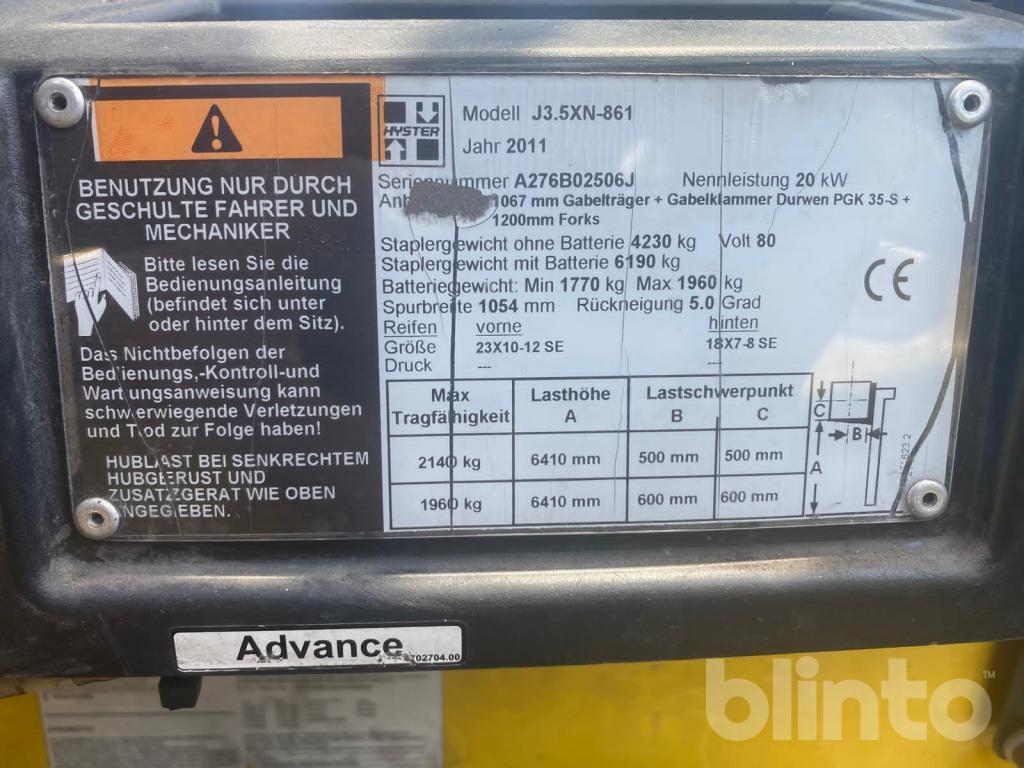 BENUTZUNG NUR DURCH
GESCHULTE FAHRER UND
MECHANIKER
Bitte lesen Sie die
Bedienungsanleitung
(befindet sich unter
oder hinter dem Sitz).
Das Nichtbefolgen der
Bedienungs,-Kontroll-und
Wartungsanweisung kann
schwerwiegende Verletzungen
und Tod zur Folge haben!
HUBLAST BEI SENKRECHTEM
HUBGERÜST UND
ZUSATZGERÄT WIE OBEN
ANGEGEBEN.
HYSTER
Modell J3.5XN-861
Jahr 2011
Seriennummer A276B02506J Nennleistung 20 kW
1067 mm Gabelträger + Gabelklammer Durwen PGK 35-S +
1200mm Forks
Staplergewicht ohne Batterie 4230 kg Volt 80
Staplergewicht mit Batterie 6190 kg
Batteriegewicht: Min 1770 kg Max 1960 kg
Spurbreite 1054 mm Rückneigung 5.0 Grad
Reifen vorne hinten
Größe 23X10-12 SE 18X7-8 SE
Druck --- ---
CE
Max Tragfähigkeit Lasthöhe A Lastschwerpunkt B C
2140 kg 6410 mm 500 mm 500 mm
1960 kg 6410 mm 600 mm 600 mm
C
B
A
Advance
702704.00
blinto™